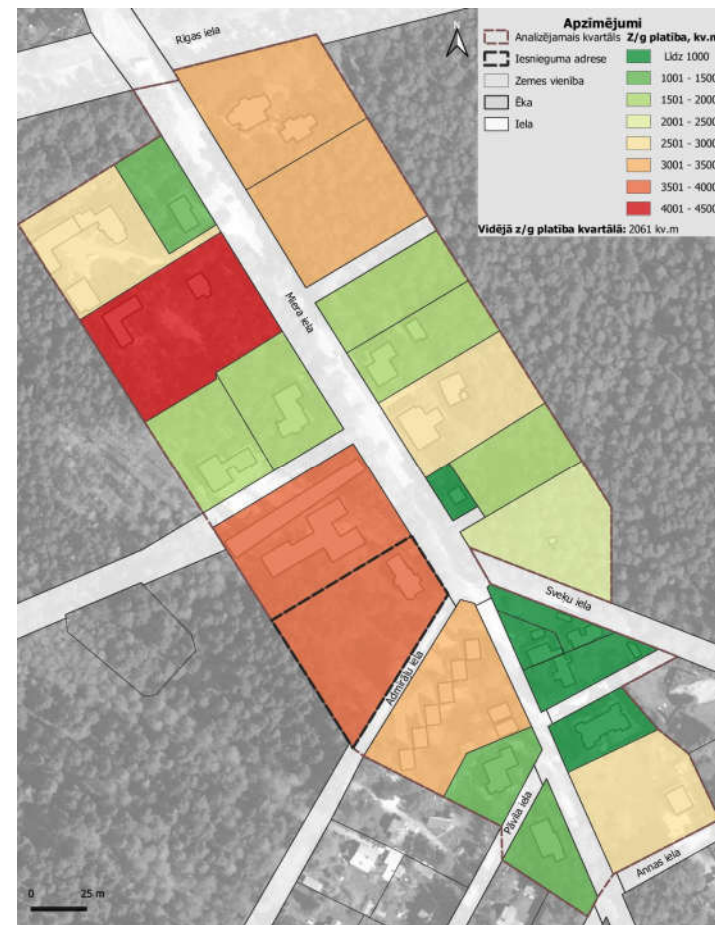 Rīgas iela
N
Apzīmējumi
Analizējamais kvartāls
Iesnieguma adrese
Zemes vienība
Ēka
Iela
Z/g platība, kv.m
Līdz 1000
1001 - 1500
1501 - 2000
2001 - 2500
2501 - 3000
3001 - 3500
3501 - 4000
4001 - 4500
Vidējā z/g platība kvartālā: 2061 kv.m
Miera iela
Sveķu iela
Admirāļu iela
Pāvila iela
Annas iela
0 25 m